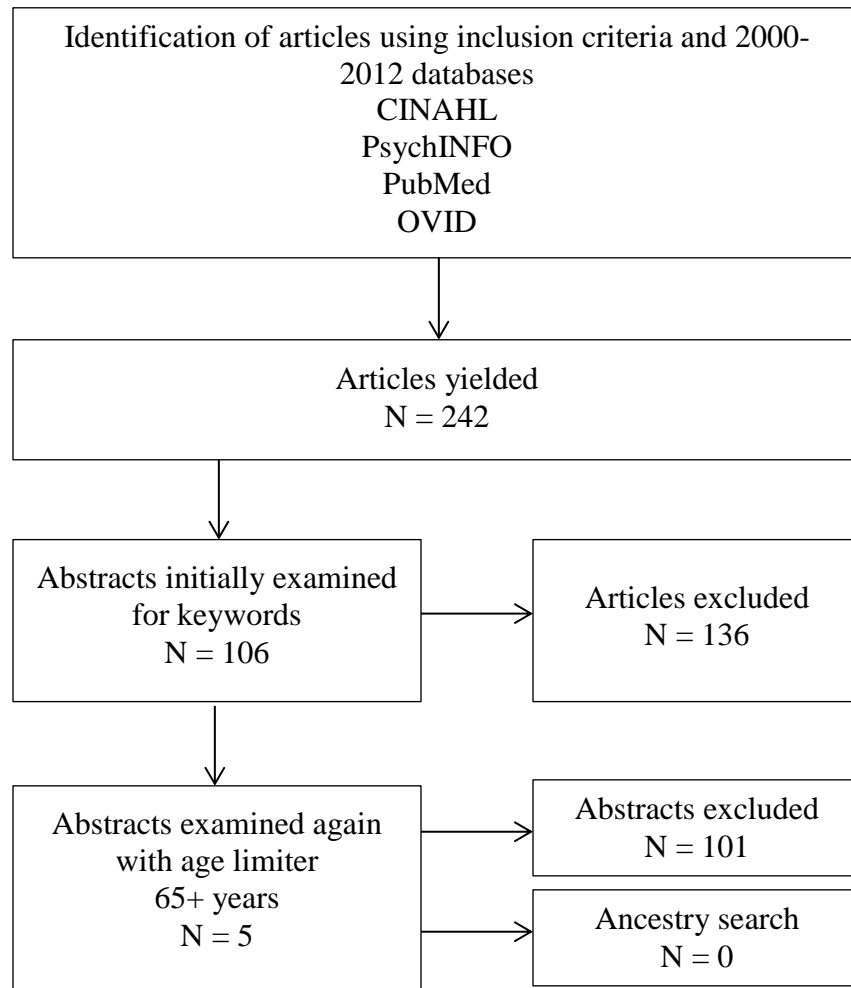 Identification of articles using inclusion criteria and 2000-
2012 databases
CINAHL
PsychINFO
PubMed
OVID
Articles yielded
N = 242
Abstracts initially examined
for keywords
N = 106
Articles excluded
N = 136
Abstracts examined again
with age limiter
65+ years
N = 5
Abstracts excluded
N = 101
Ancestry search
N = 0